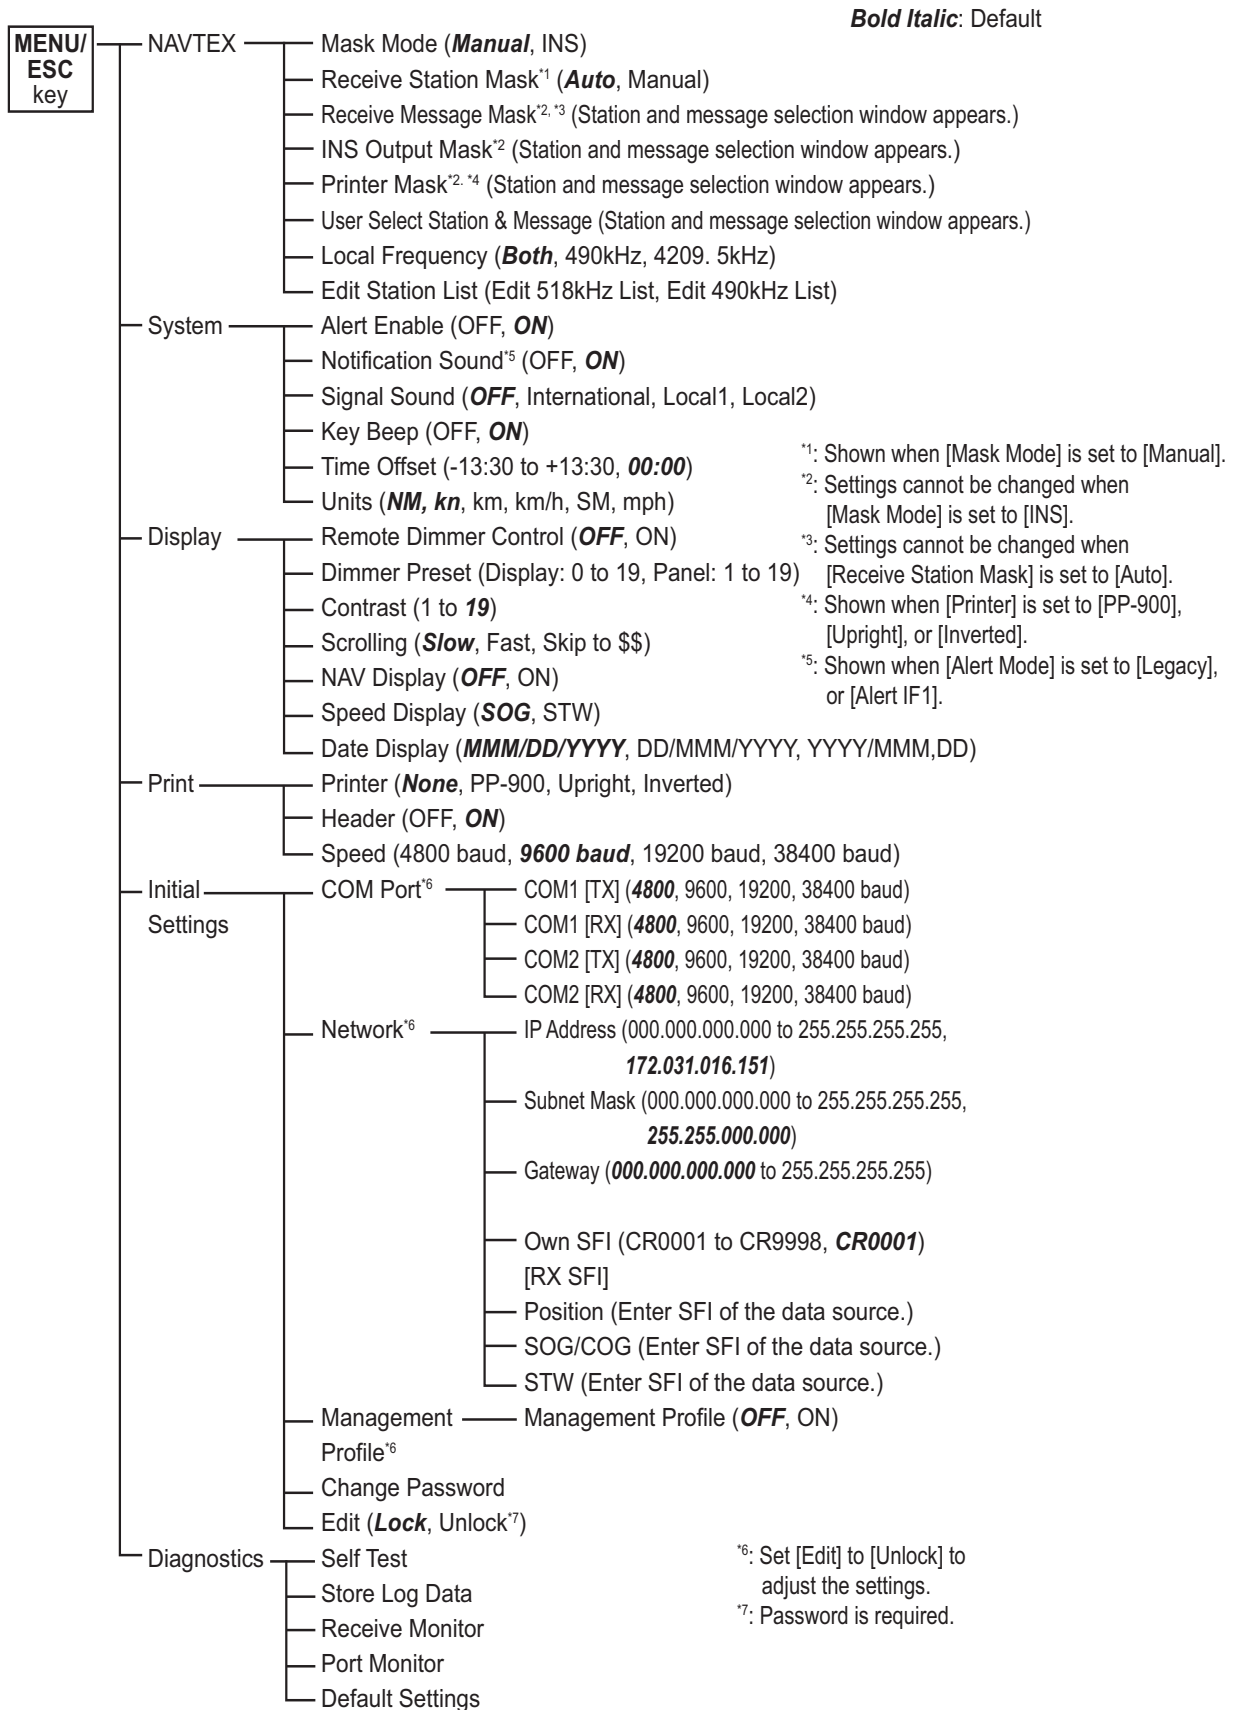 Bold Italic: Default
MENU/
ESC
key
NAVTEX
Mask Mode (Manual, INS)
Receive Station Mask*1 (Auto, Manual)
Receive Message Mask*2, *3 (Station and message selection window appears.)
INS Output Mask*2 (Station and message selection window appears.)
Printer Mask*2. *4 (Station and message selection window appears.)
User Select Station & Message (Station and message selection window appears.)
Local Frequency (Both, 490kHz, 4209. 5kHz)
Edit Station List (Edit 518kHz List, Edit 490kHz List)
System
Alert Enable (OFF, ON)
Notification Sound*5 (OFF, ON)
Signal Sound (OFF, International, Local1, Local2)
Key Beep (OFF, ON)
Time Offset (-13:30 to +13:30, 00:00)
Units (NM, kn, km, km/h, SM, mph)
*1: Shown when [Mask Mode] is set to [Manual].
*2: Settings cannot be changed when
[Mask Mode] is set to [INS].
*3: Settings cannot be changed when
[Receive Station Mask] is set to [Auto].
*4: Shown when [Printer] is set to [PP-900],
[Upright], or [Inverted].
*5: Shown when [Alert Mode] is set to [Legacy],
or [Alert IF1].
Display
Remote Dimmer Control (OFF, ON)
Dimmer Preset (Display: 0 to 19, Panel: 1 to 19)
Contrast (1 to 19)
Scrolling (Slow, Fast, Skip to $$)
NAV Display (OFF, ON)
Speed Display (SOG, STW)
Date Display (MMM/DD/YYYY, DD/MMM/YYYY, YYYY/MMM,DD)
Print
Printer (None, PP-900, Upright, Inverted)
Header (OFF, ON)
Speed (4800 baud, 9600 baud, 19200 baud, 38400 baud)
Initial
Settings
COM Port*6
COM1 [TX] (4800, 9600, 19200, 38400 baud)
COM1 [RX] (4800, 9600, 19200, 38400 baud)
COM2 [TX] (4800, 9600, 19200, 38400 baud)
COM2 [RX] (4800, 9600, 19200, 38400 baud)
Network*6
IP Address (000.000.000.000 to 255.255.255.255,
172.031.016.151)
Subnet Mask (000.000.000.000 to 255.255.255.255,
255.255.000.000)
Gateway (000.000.000.000 to 255.255.255.255)
Own SFI (CR0001 to CR9998, CR0001)
[RX SFI]
Position (Enter SFI of the data source.)
SOG/COG (Enter SFI of the data source.)
STW (Enter SFI of the data source.)
Management
Profile*6
Management Profile (OFF, ON)
Change Password
Edit (Lock, Unlock*7)
Diagnostics
Self Test
Store Log Data
Receive Monitor
Port Monitor
Default Settings
*6: Set [Edit] to [Unlock] to
adjust the settings.
*7: Password is required.